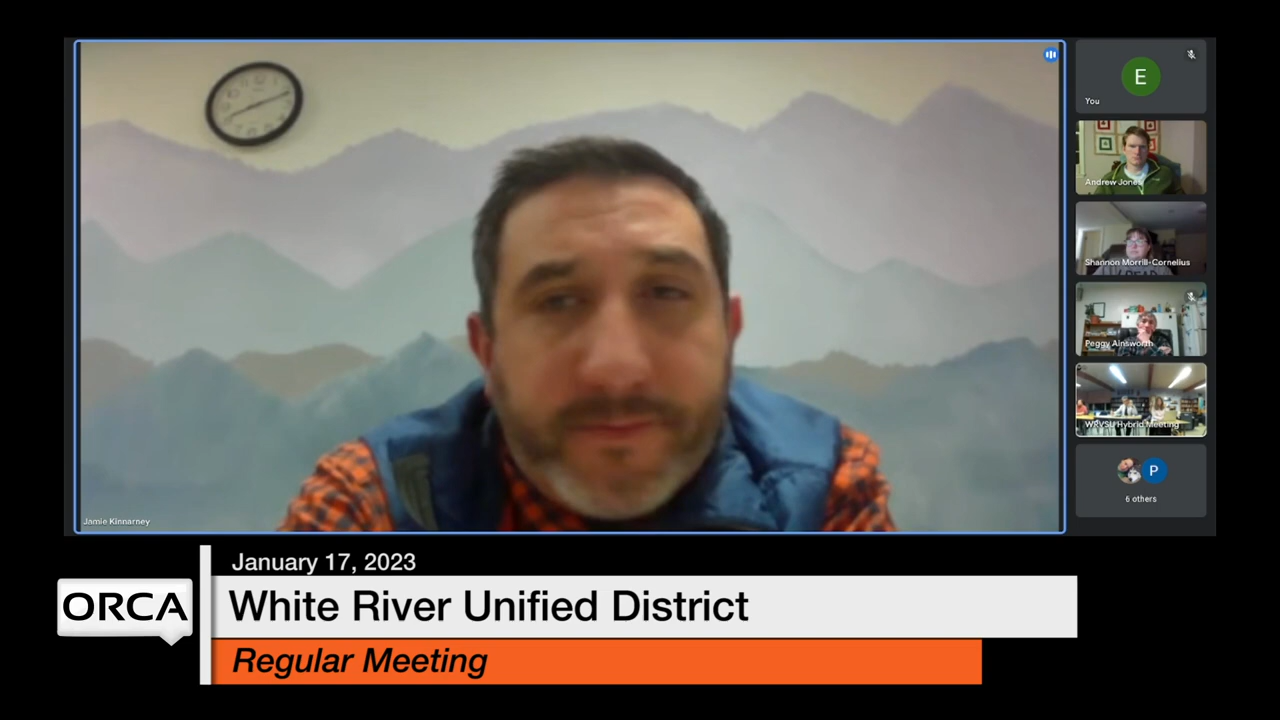 E
You
Andrew Jones
Shannon Morrill-Cornelius
Peggy Ainsworth
WRVSU Hybrid Meeting
P
6 others
Jamie Kinnarney
January 17, 2023
ORCA
White River Unified District
Regular Meeting